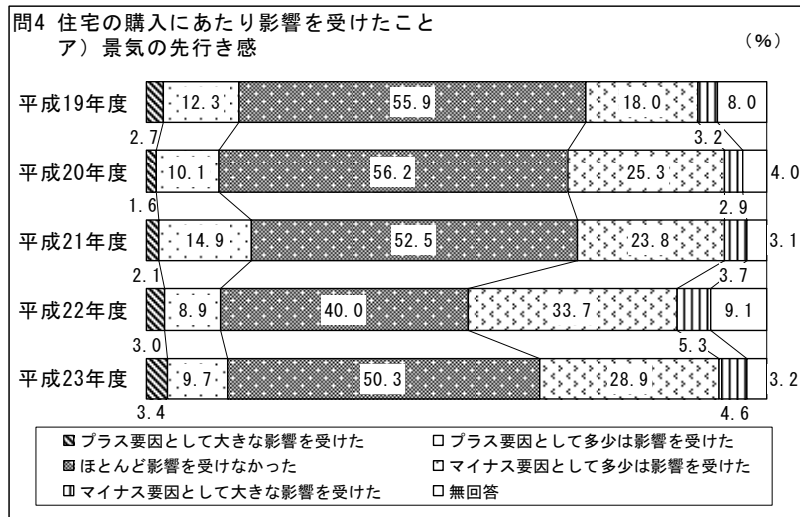 問4 住宅の購入にあたり影響を受けたこと
ア）景気の先行き感
（%）
平成19年度 12.3 55.9 18.0 8.0
2.7 3.2
平成20年度 10.1 56.2 25.3 4.0
1.6 2.9
平成21年度 14.9 52.5 23.8 3.1
2.1 3.7
平成22年度 8.9 40.0 33.7 9.1
3.0 5.3
平成23年度 9.7 50.3 28.9 3.2
3.4 4.6
プラス要因として大きな影響を受けた プラス要因として多少は影響を受けた
ほとんど影響を受けなかった マイナス要因として多少は影響を受けた
マイナス要因として大きな影響を受けた 無回答